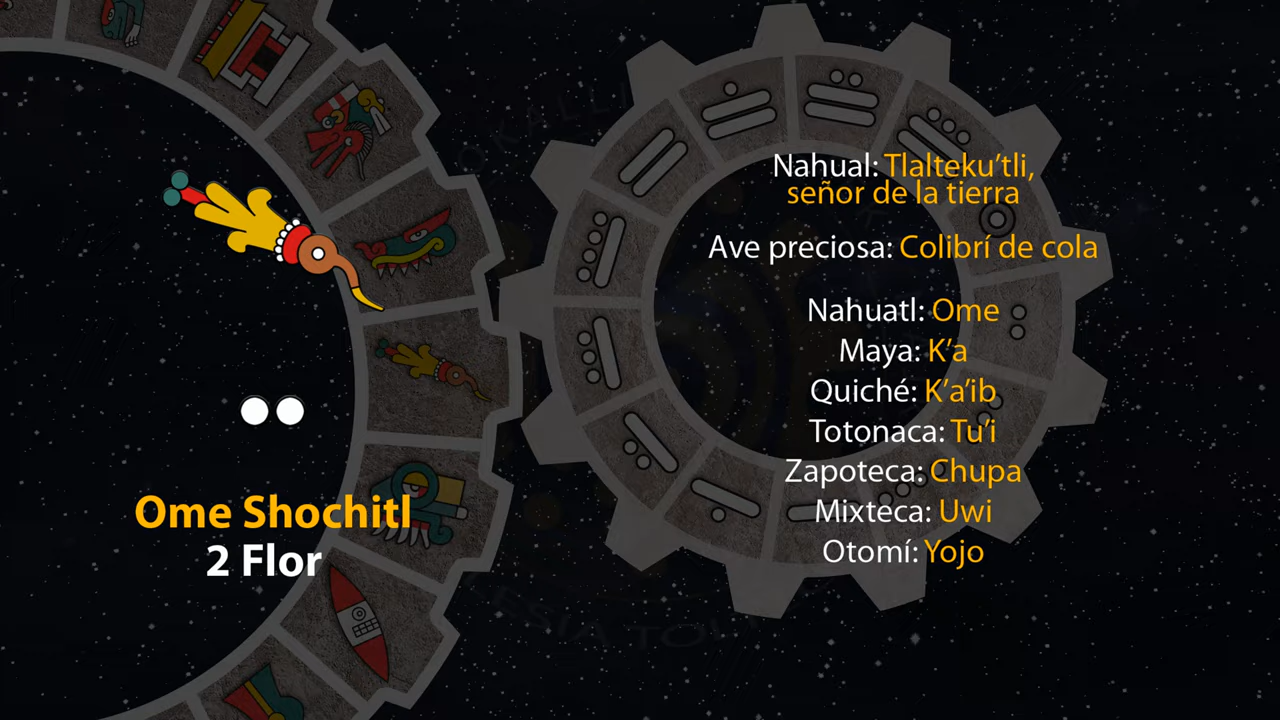 Nahual: Tlalteku’tli,
señor de la tierra
Ave preciosa: Colibrí de cola
Nahuatl: Ome
Maya: K’a
Quiché: K’a’ib
Totonaca: Tu’i
Zapoteca: Chupa
Mixteca: Uwi
Otomí: Yojo
Ome Shochitl
2 Flor